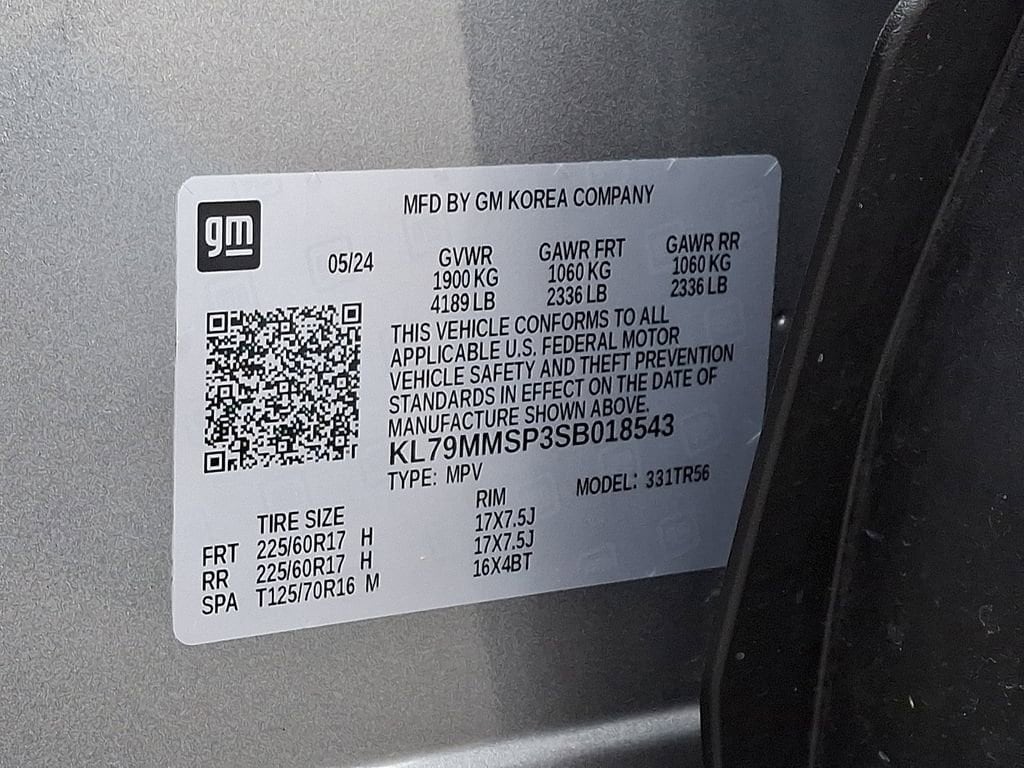 gm
MFD BY GM KOREA COMPANY
05/24
GVWR GAWR FRT GAWR RR
1900 KG 1060 KG 1060 KG
4189 LB 2336 LB 2336 LB
THIS VEHICLE CONFORMS TO ALL
APPLICABLE U.S. FEDERAL MOTOR
VEHICLE SAFETY AND THEFT PREVENTION
STANDARDS IN EFFECT ON THE DATE OF
MANUFACTURE SHOWN ABOVE.
KL79MMSP3SB018543
TYPE: MPV MODEL: 331TR56
TIRE SIZE RIM
FRT 225/60R17 H 17X7.5J
RR 225/60R17 H 17X7.5J
SPA T125/70R16 M 16X4BT